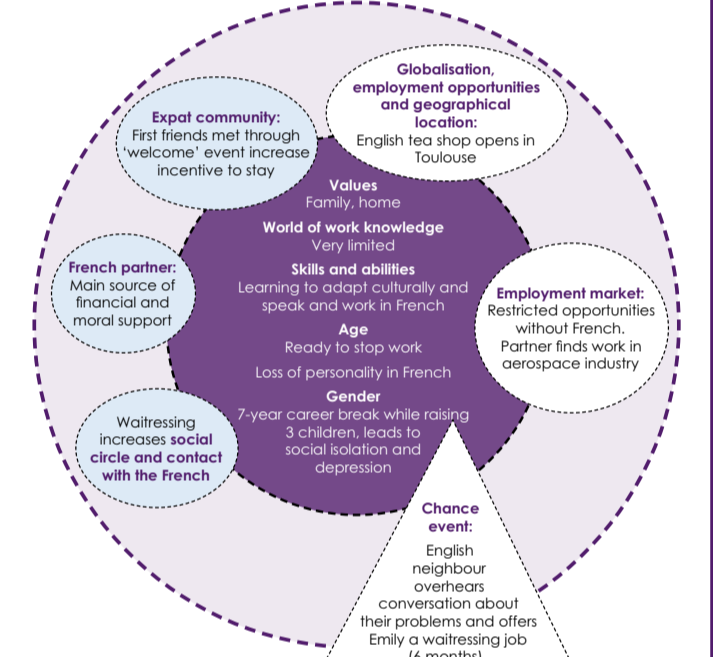 Globalisation,
employment opportunities
and geographical
location:
English tea shop opens in
Toulouse
Expat community:
First friends met through
‘welcome’ event increase
incentive to stay
Values
Family, home
World of work knowledge
Very limited
Skills and abilities
Learning to adapt culturally and
speak and work in French
Age
Ready to stop work
Loss of personality in French
Gender
7-year career break while raising
3 children, leads to
social isolation and
depression
French partner:
Main source of
financial and
moral support
Employment market:
Restricted opportunities
without French.
Partner finds work in
aerospace industry
Waitressing
increases social
circle and contact
with the French
Chance
event:
English
neighbour
overhears
conversation about
their problems and offers
Emily a waitressing job
(6 months)